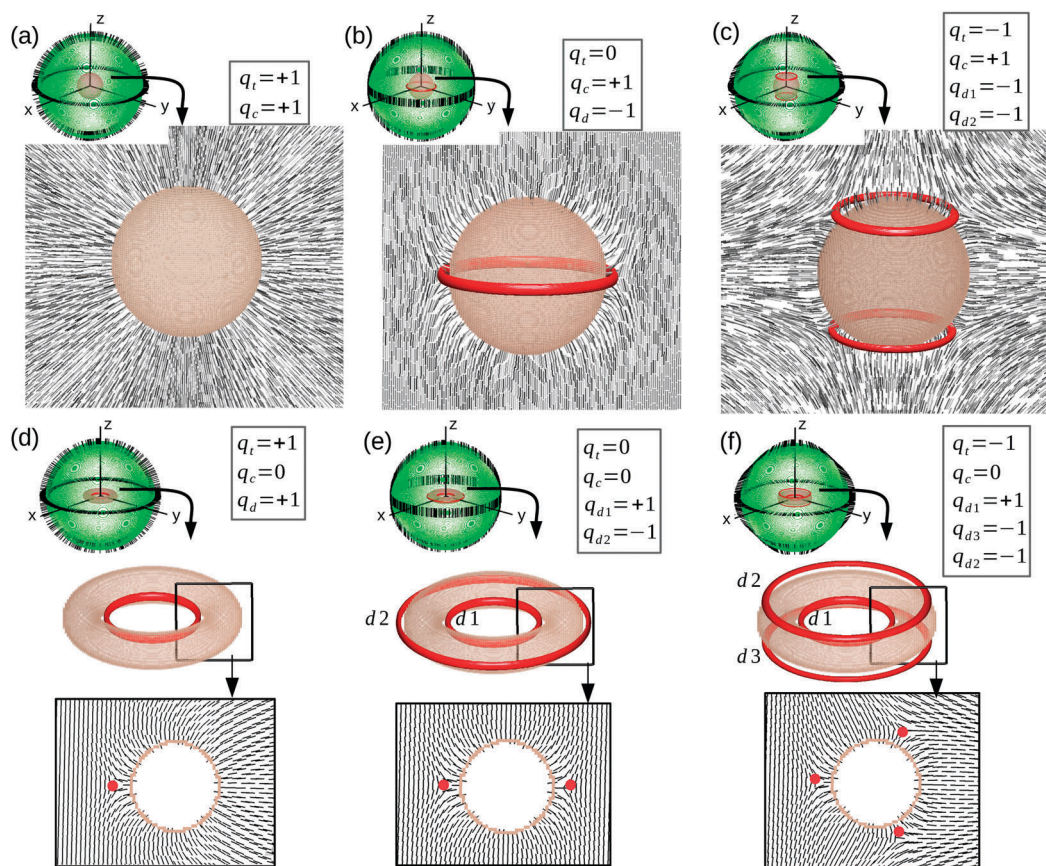 (a)
z
x
y
q_t=+1
q_c=+1
(b)
z
x
y
q_t=0
q_c=+1
q_d=−1
(c)
z
x
y
q_t=−1
q_c=+1
q_d1=−1
q_d2=−1
(d)
z
x
y
q_t=+1
q_c=0
q_d=+1
(e)
z
x
y
q_t=0
q_c=0
q_d1=+1
q_d2=−1
d2
d1
(f)
z
x
y
q_t=−1
q_c=0
q_d1=+1
q_d3=−1
q_d2=−1
d2
d1
d3